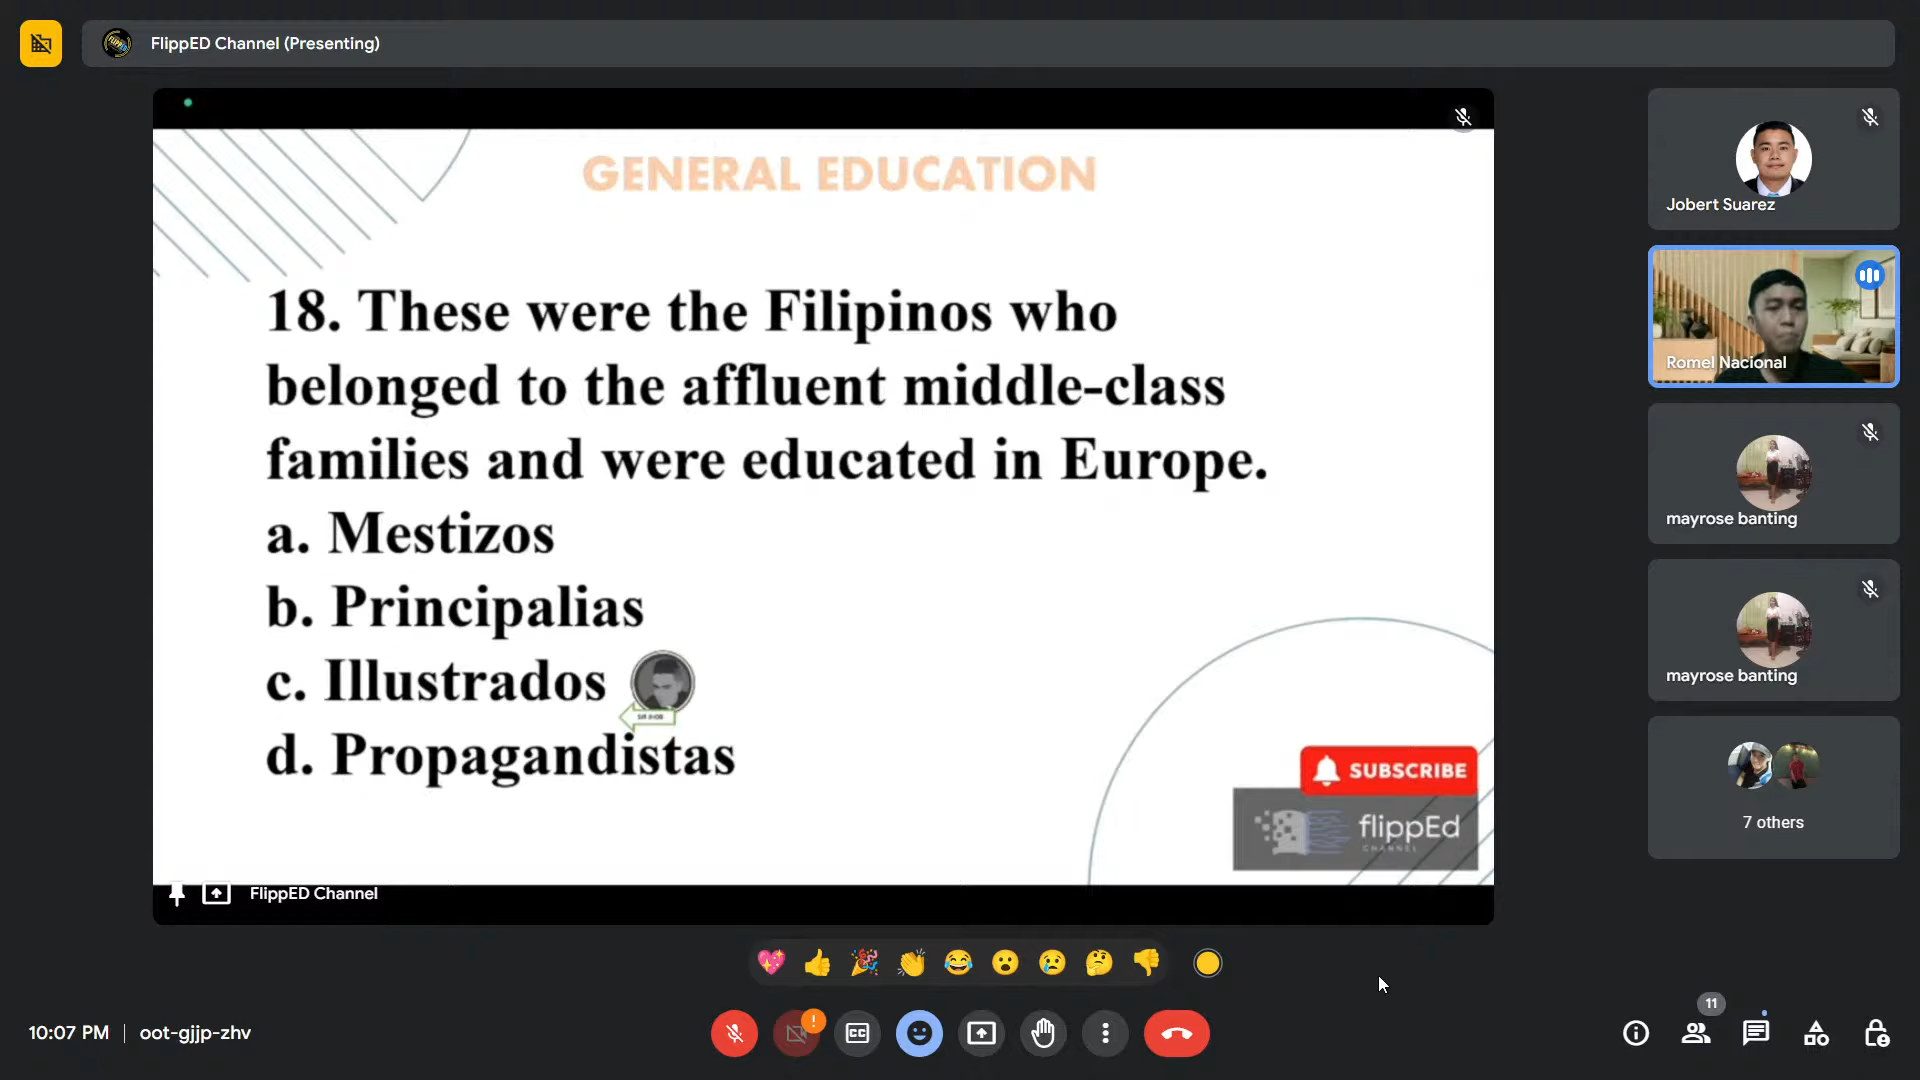 FlippED Channel (Presenting)
GENERAL EDUCATION
18. These were the Filipinos who
belonged to the affluent middle-class
families and were educated in Europe.
a. Mestizos
b. Principalias
c. Illustrados
d. Propagandistas
SUBSCRIBE
flippEd
CHANNEL
FlippED Channel
Jobert Suarez
Romel Nacional
mayrose banting
mayrose banting
7 others
10:07 PM
oot-gjjp-zhv
CC
11